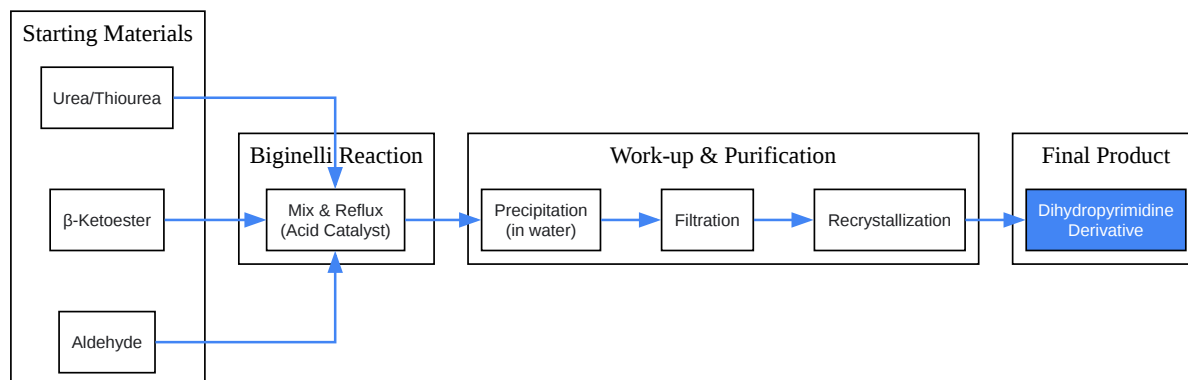 Starting Materials
Urea/Thiourea
β-Ketoester
Aldehyde
Biginelli Reaction
Mix & Reflux
(Acid Catalyst)
Work-up & Purification
Precipitation
(in water)
Filtration
Recrystallization
Final Product
Dihydropyrimidine
Derivative